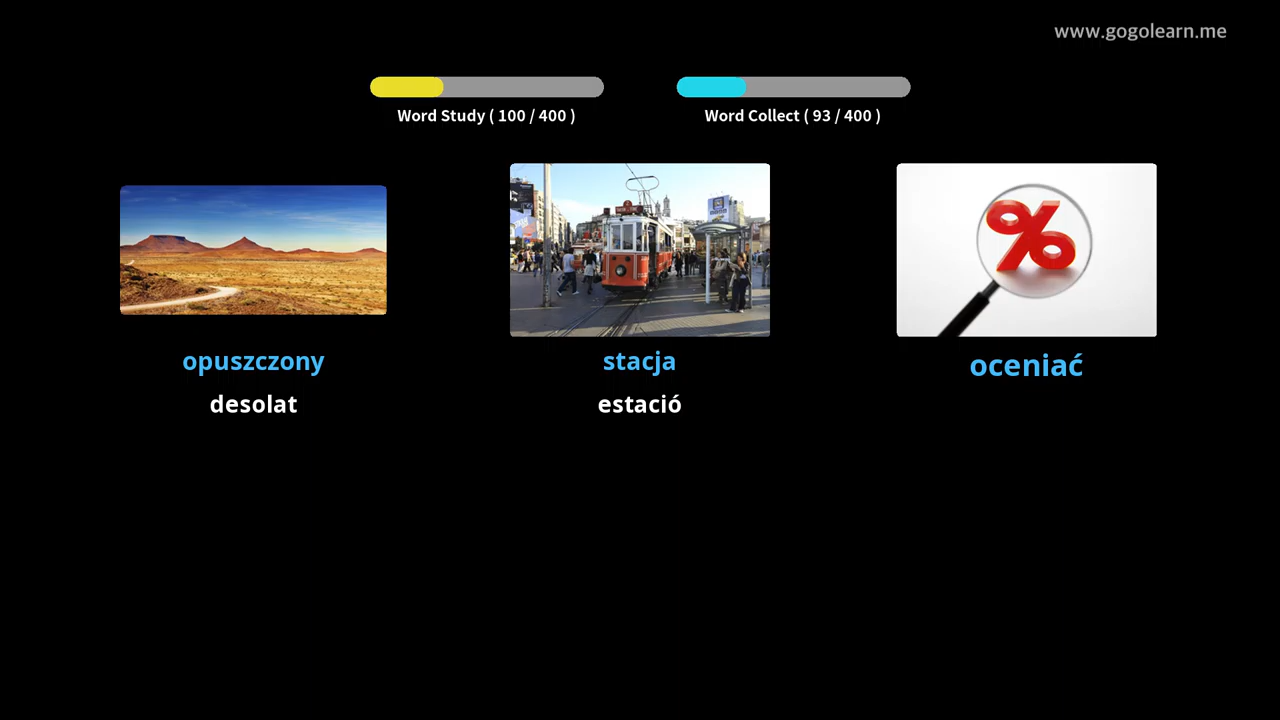 www.gogolearn.me
Word Study ( 100 / 400 )
Word Collect ( 93 / 400 )
opuszczony
stacja
oceniać
desolat
estació